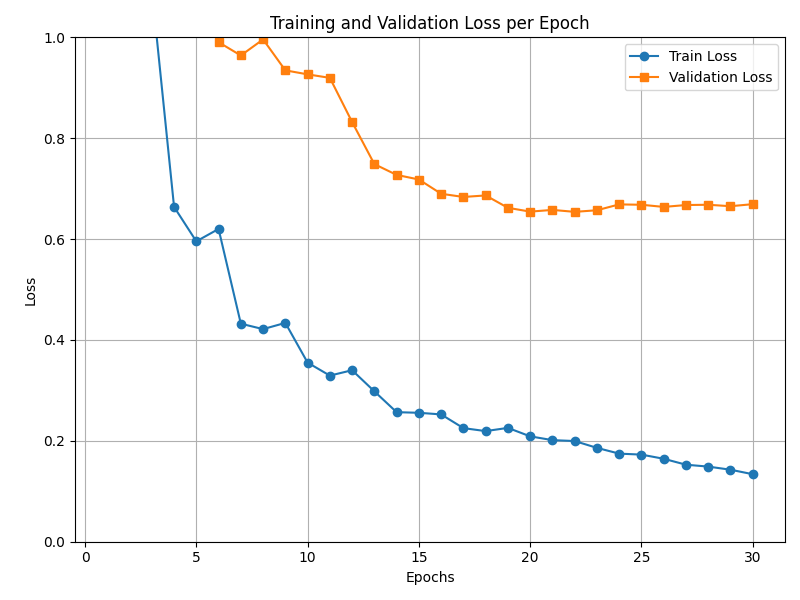 Training and Validation Loss per Epoch
Train Loss
Validation Loss
1.0
0.8
0.6
0.4
0.2
0.0
Loss
0 5 10 15 20 25 30
Epochs